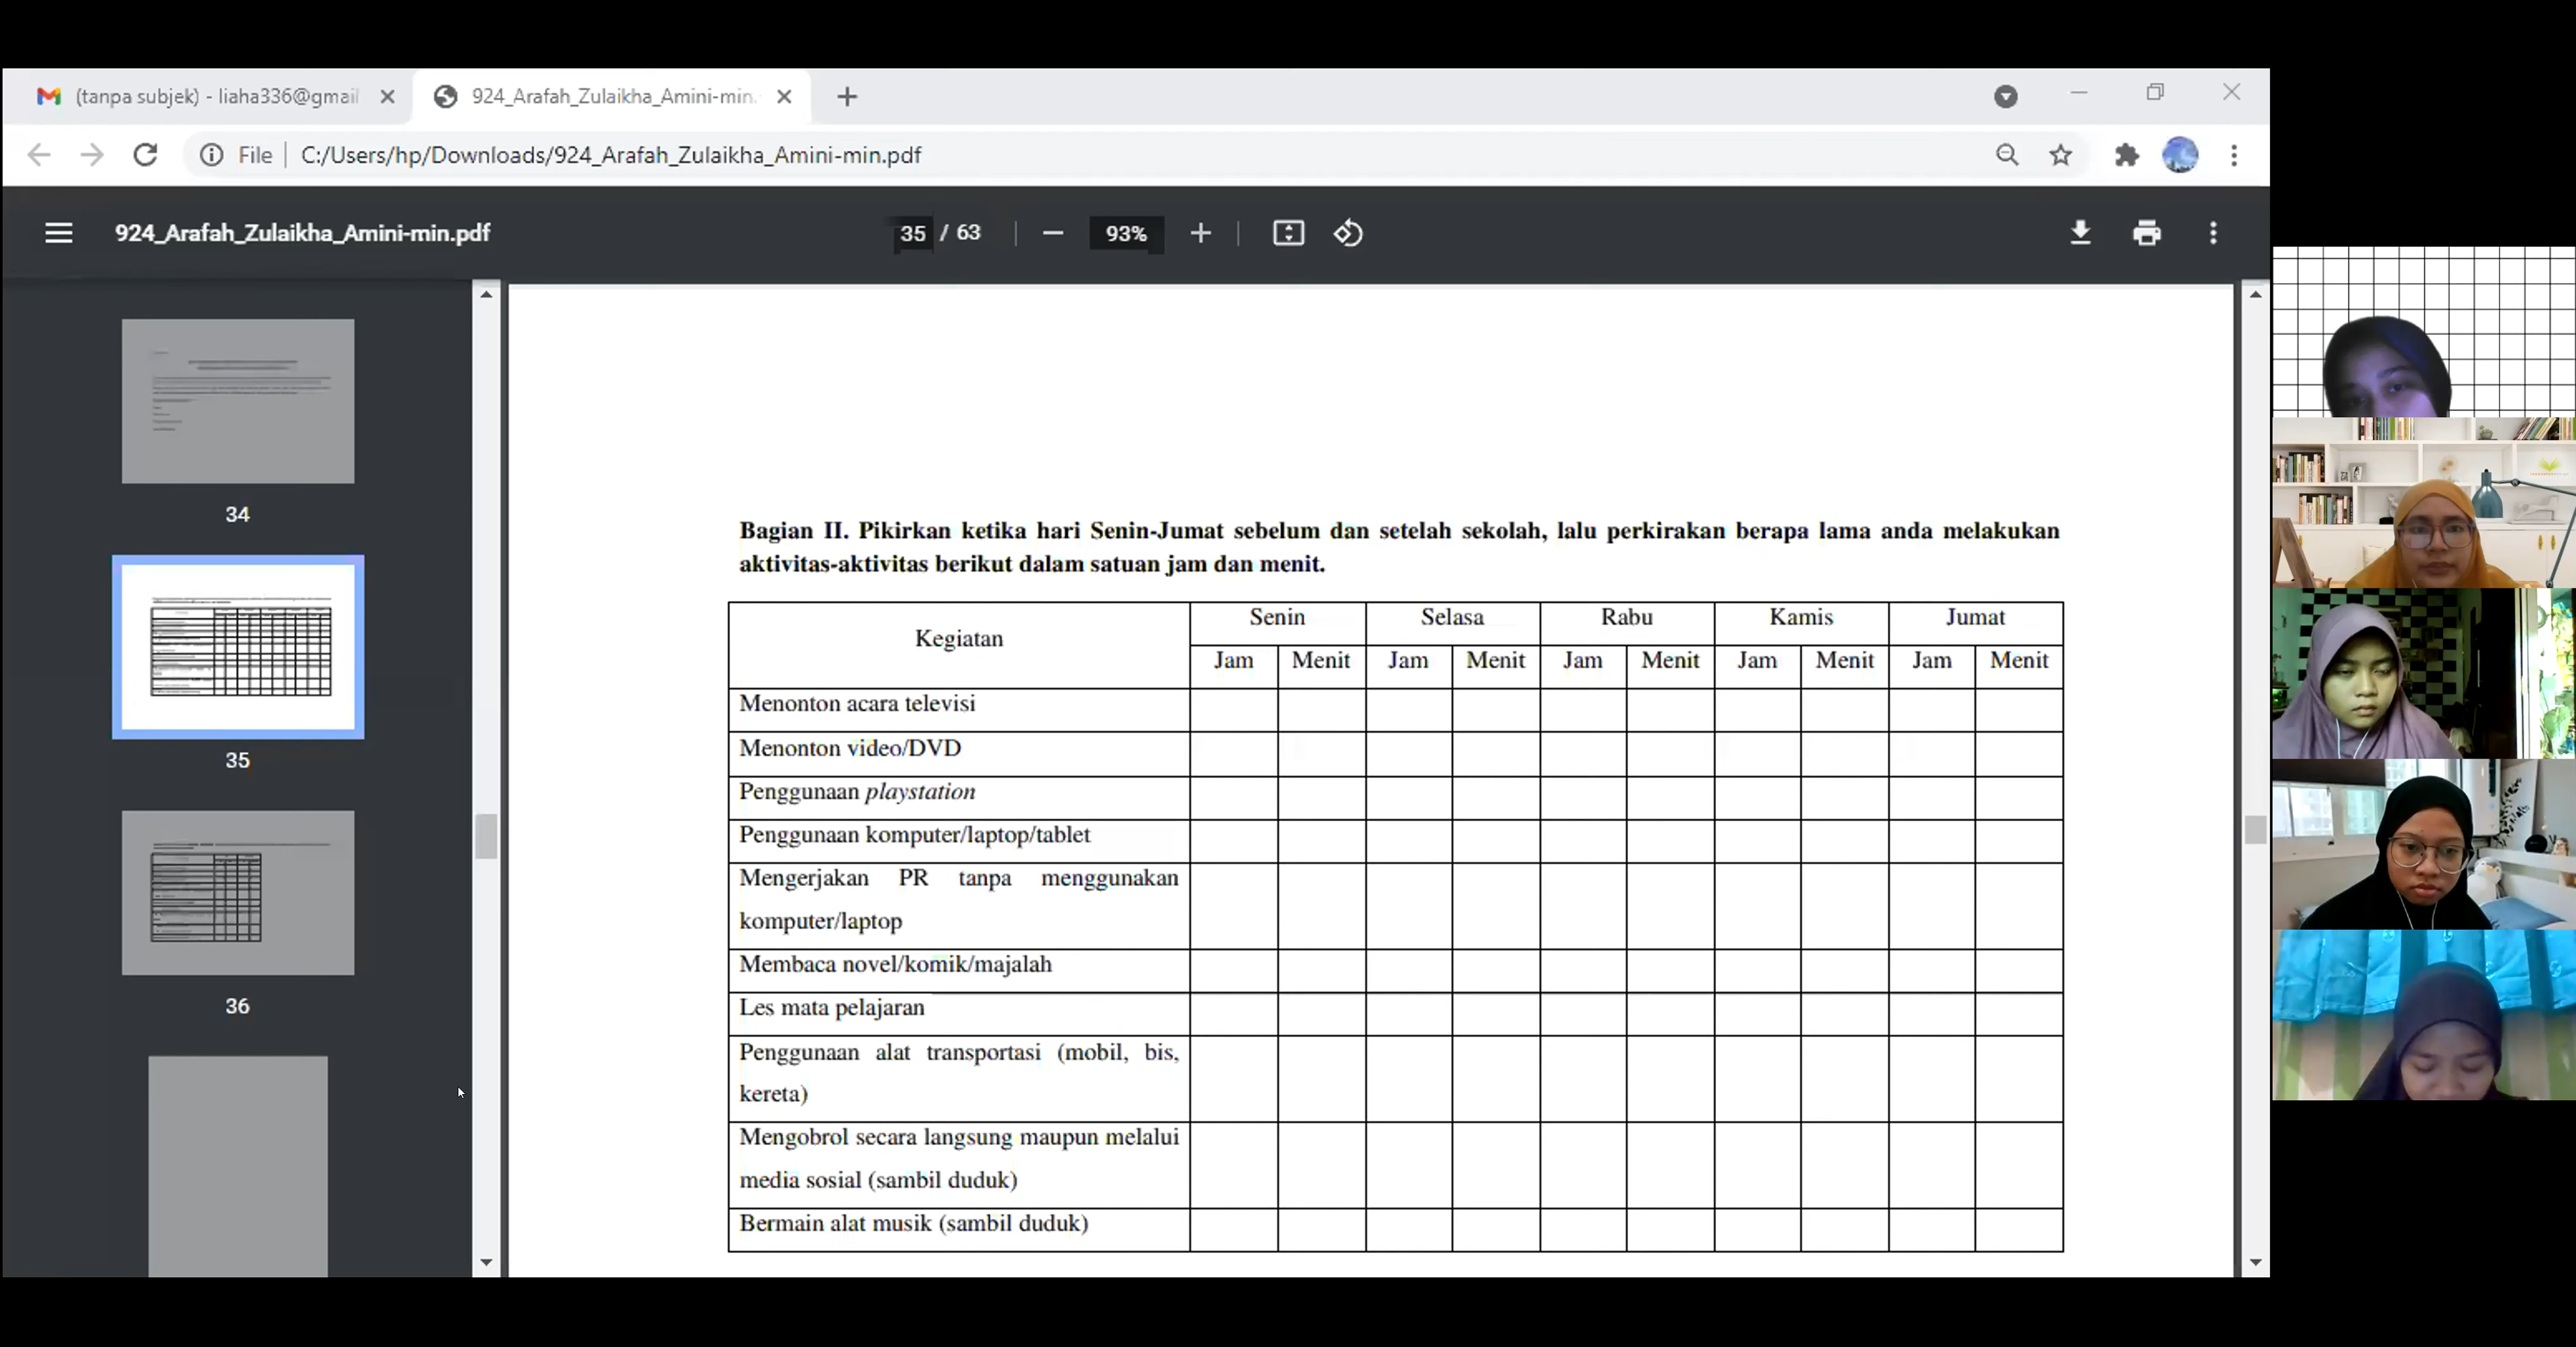 (tanpa subjek) - liaha336@gmail
924_Arafah_Zulaikha_Amini-min.
File
C:/Users/hp/Downloads/924_Arafah_Zulaikha_Amini-min.pdf
924_Arafah_Zulaikha_Amini-min.pdf
35 / 63
93%
34
35
36
Bagian II. Pikirkan ketika hari Senin-Jumat sebelum dan setelah sekolah, lalu perkirakan berapa lama anda melakukan
aktivitas-aktivitas berikut dalam satuan jam dan menit.
Kegiatan Senin Selasa Rabu Kamis Jumat
Jam Menit Jam Menit Jam Menit Jam Menit Jam Menit
Menonton acara televisi
Menonton video/DVD
Penggunaan playstation
Penggunaan komputer/laptop/tablet
Mengerjakan PR tanpa menggunakan
komputer/laptop
Membaca novel/komik/majalah
Les mata pelajaran
Penggunaan alat transportasi (mobil, bis,
kereta)
Mengobrol secara langsung maupun melalui
media sosial (sambil duduk)
Bermain alat musik (sambil duduk)